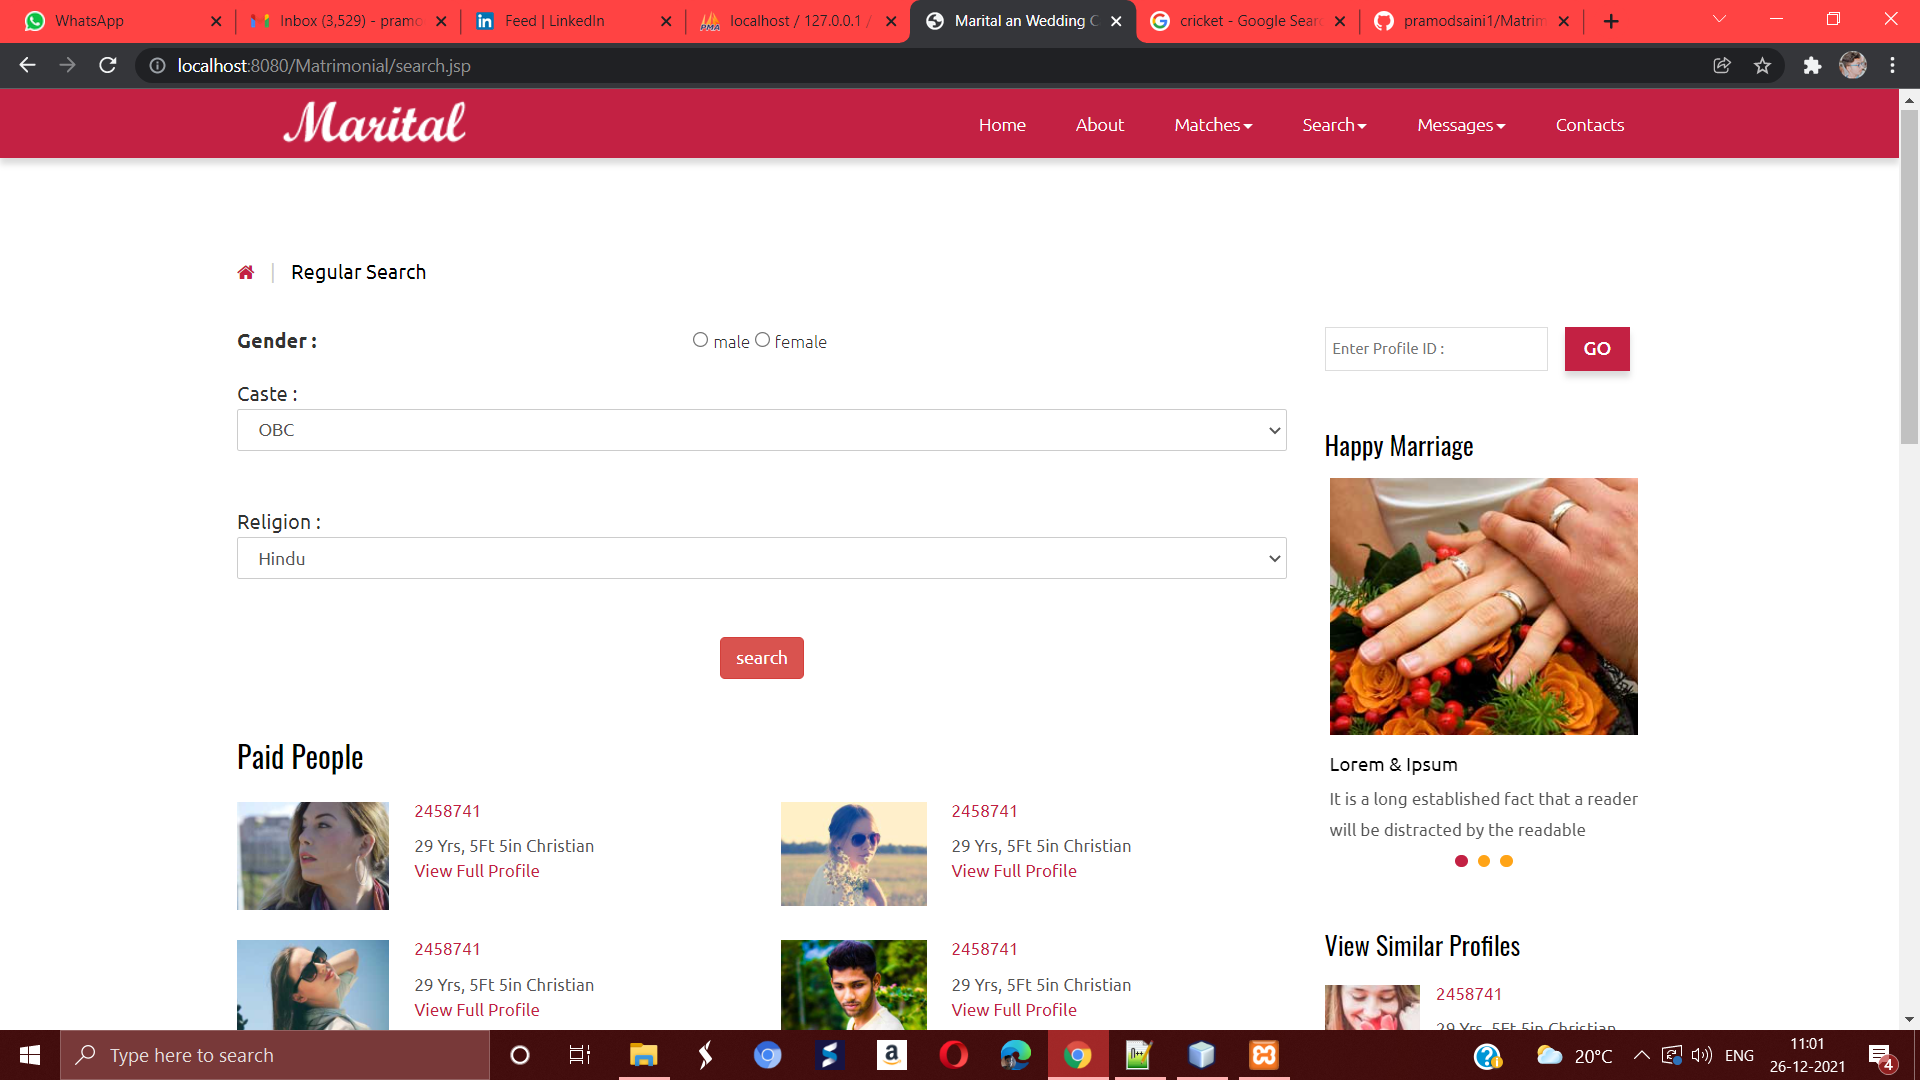 WhatsApp
Inbox (3,529) - pramo
Feed | LinkedIn
localhost / 127.0.0.1 /
Marital an Wedding C
cricket - Google Sear
pramodsaini1/Matrim
localhost:8080/Matrimonial/search.jsp
Marital
Home
About
Matches
Search
Messages
Contacts
Regular Search
Gender :
male
female
Enter Profile ID :
GO
Caste :
OBC
Religion :
Hindu
search
Happy Marriage
Lorem & Ipsum
It is a long established fact that a reader
will be distracted by the readable
Paid People
2458741
29 Yrs, 5Ft 5in Christian
View Full Profile
2458741
29 Yrs, 5Ft 5in Christian
View Full Profile
2458741
29 Yrs, 5Ft 5in Christian
View Full Profile
2458741
29 Yrs, 5Ft 5in Christian
View Full Profile
View Similar Profiles
2458741
29 Yrs, 5Ft 5in Christian
Type here to search
20°C
ENG
11:01
26-12-2021
4